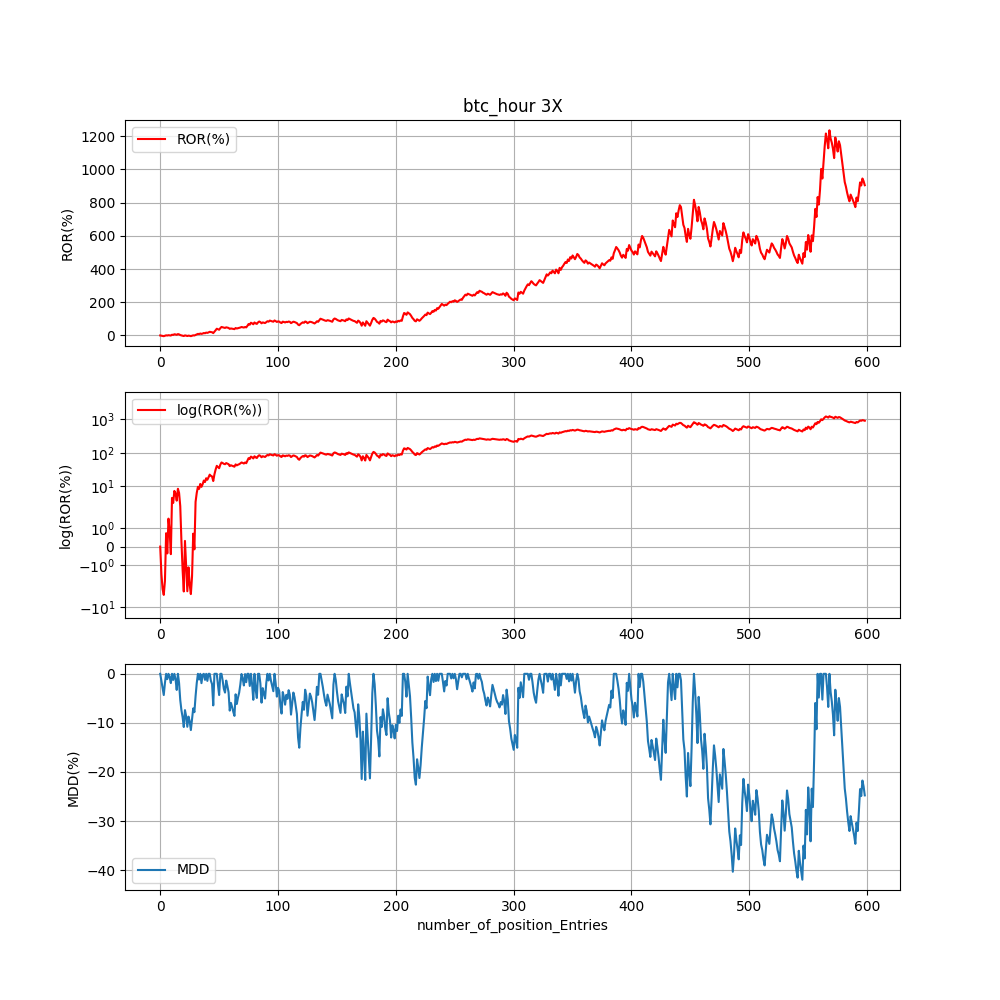 btc_hour 3X
ROR(%)
ROR(%)
1200
1000
800
600
400
200
0
0 100 200 300 400 500 600
log(ROR(%))
log(ROR(%))
10³
10²
10¹
10⁰
0
−10⁰
−10¹
0 100 200 300 400 500 600
MDD(%)
0
−10
−20
−30
−40
MDD
0 100 200 300 400 500 600
number_of_position_Entries